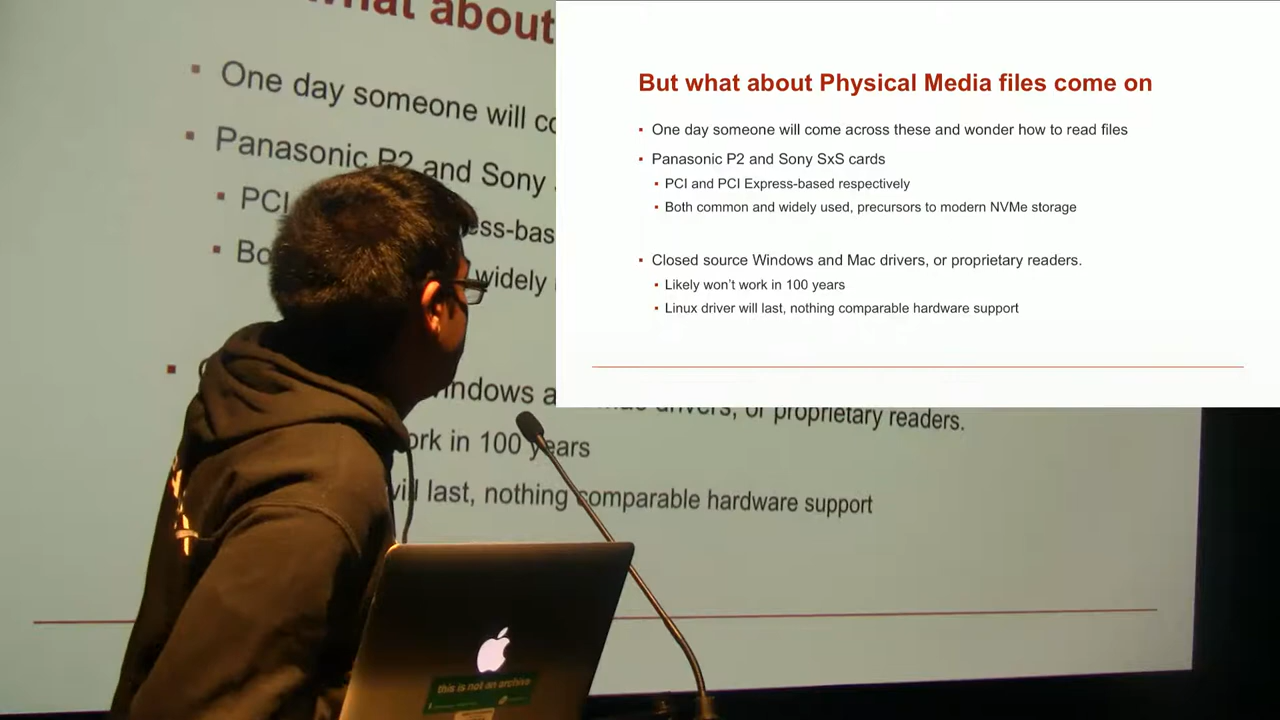 what about
One day someone will co
Panasonic P2 and Sony
PCI
ess-bas
Bo
widely
indows a
drivers, or proprietary readers.
ork in 100 years
will last, nothing comparable hardware support
But what about Physical Media files come on
One day someone will come across these and wonder how to read files
Panasonic P2 and Sony SxS cards
PCI and PCI Express-based respectively
Both common and widely used, precursors to modern NVMe storage
Closed source Windows and Mac drivers, or proprietary readers.
Likely won't work in 100 years
Linux driver will last, nothing comparable hardware support
this is not an archive